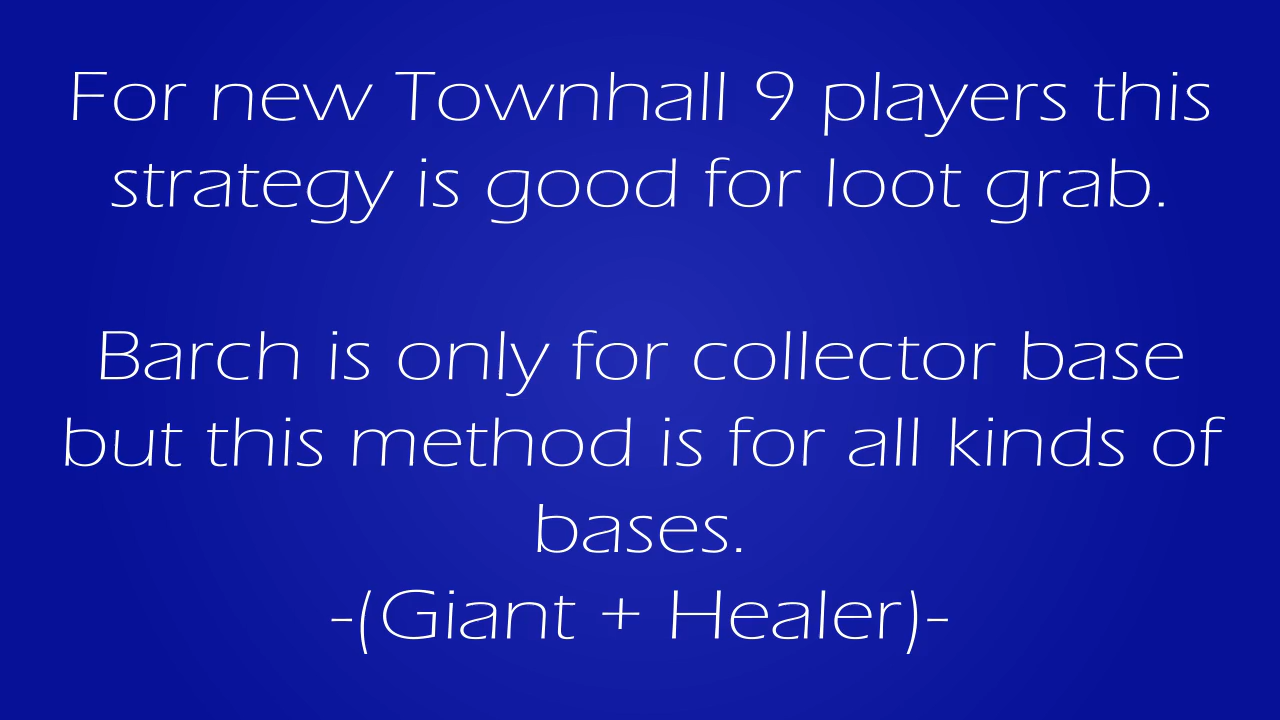 For new Townhall 9 players this
strategy is good for loot grab.
Barch is only for collector base
but this method is for all kinds of
bases.
-(Giant + Healer)-